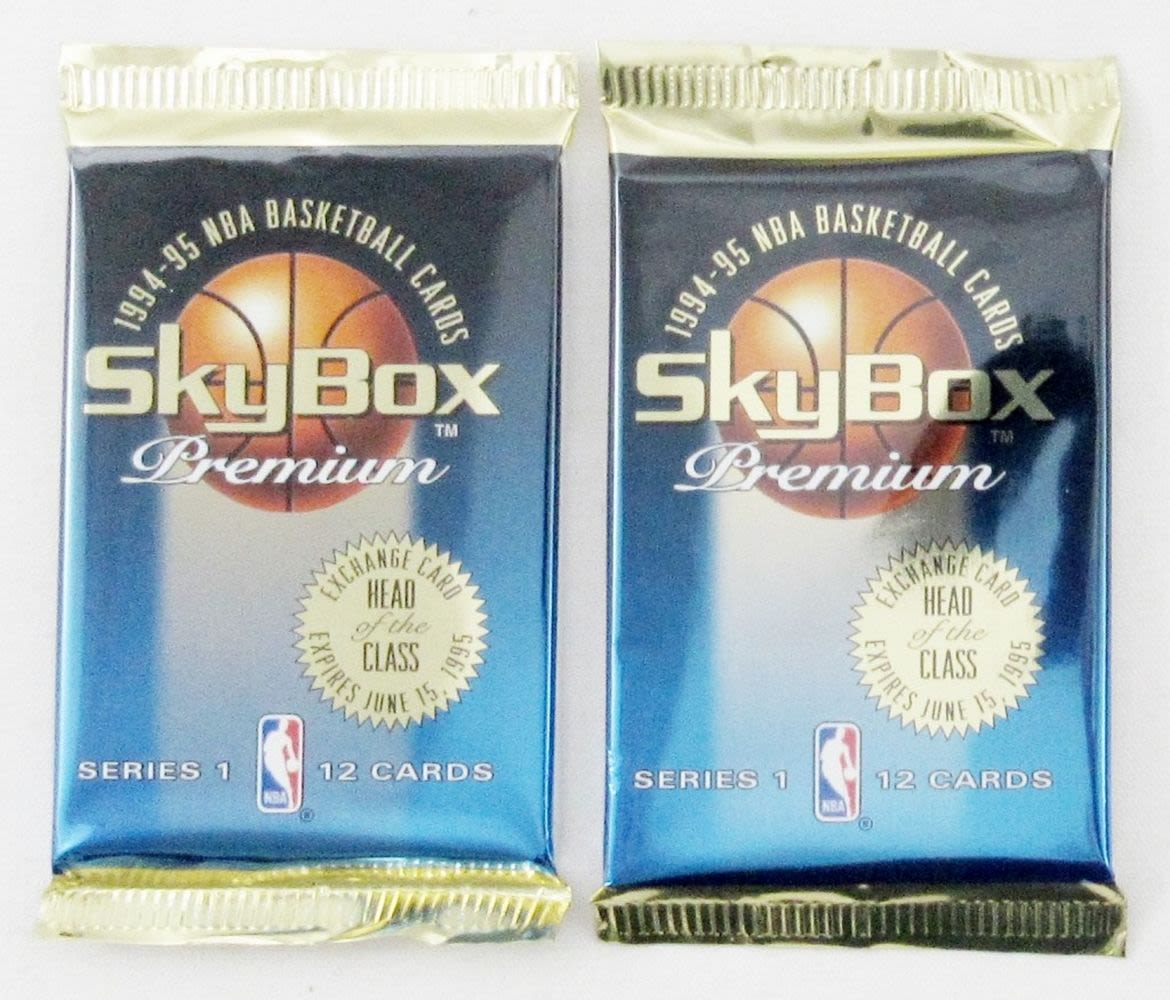 1994-95 NBA BASKETBALL CARDS
SkyBox
TM
Premium
EXCHANGE CARD
HEAD
of the
CLASS
EXPIRES JUNE 15, 1995
SERIES 1
NBA
®
12 CARDS
1994-95 NBA BASKETBALL CARDS
SkyBox
TM
Premium
EXCHANGE CARD
HEAD
of the
CLASS
EXPIRES JUNE 15, 1995
SERIES 1
NBA
®
12 CARDS